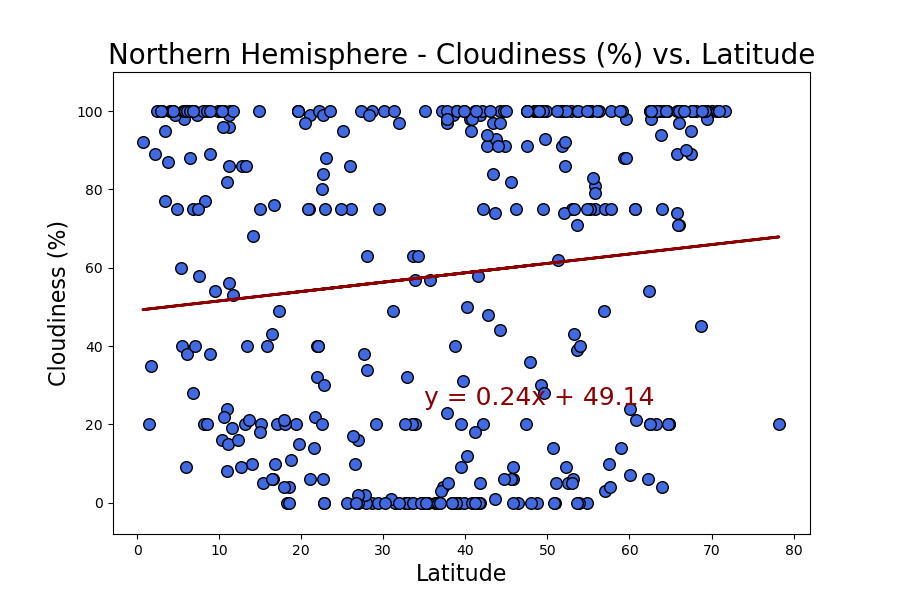 Northern Hemisphere - Cloudiness (%) vs. Latitude
Cloudiness (%)
100
80
60
40
20
0
y = 0.24x + 49.14
0 10 20 30 40 50 60 70 80
Latitude